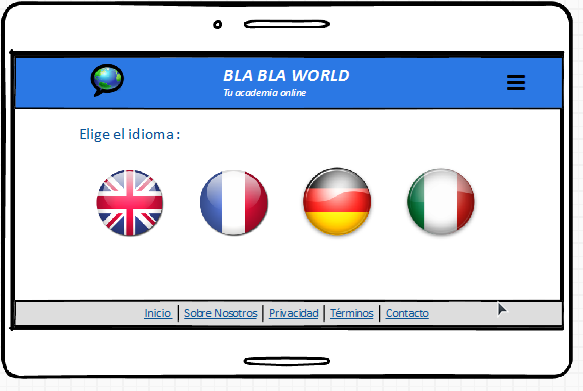 BLA BLA WORLD
Tu academia online
Elige el idioma :
Inicio | Sobre Nosotros | Privacidad | Términos | Contacto